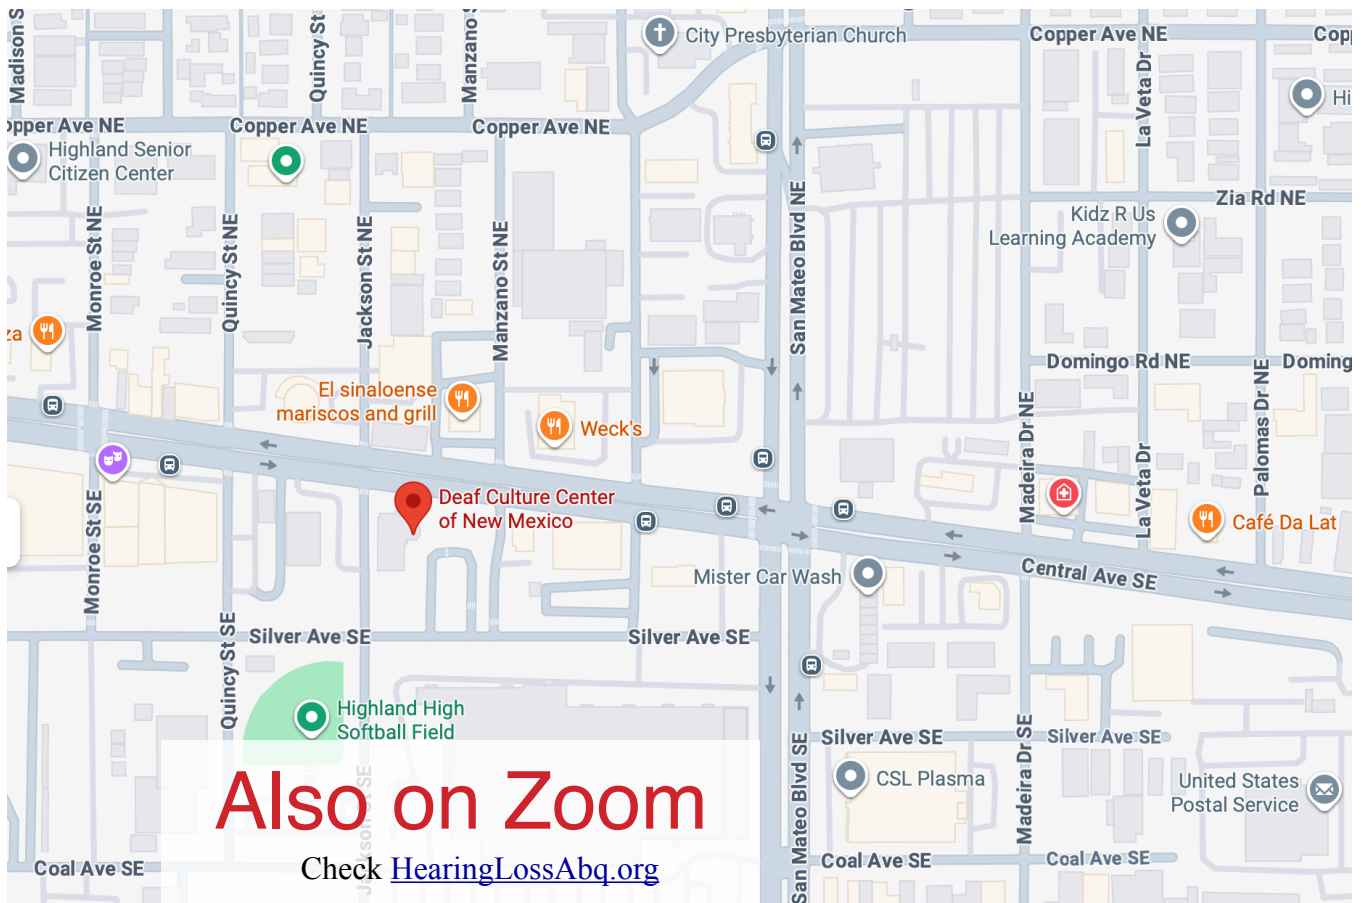 Madison S
Quincy St
Manzano S
City Presbyterian Church
Copper Ave NE
Copp
La Veta Dr
Hi
opper Ave NE
Copper Ave NE
Copper Ave NE
Highland Senior
Citizen Center
Zia Rd NE
Kidz R Us
Learning Academy
Monroe St NE
Quincy St NE
Jackson St NE
Manzano St NE
San Mateo Blvd NE
za
Domingo Rd NE
Doming
El sinaloense
mariscos and grill
Weck's
Madeira Dr NE
La Veta Dr
Palomas Dr NE
Deaf Culture Center
of New Mexico
Café Da Lat
Monroe St SE
Mister Car Wash
Central Ave SE
Silver Ave SE
Silver Ave SE
Quincy St SE
Highland High
Softball Field
Silver Ave SE
Silver Ave SE
San Mateo Blvd SE
Madeira Dr SE
CSL Plasma
United States
Postal Service
Also on Zoom
Jackson St SE
Check HearingLossAbq.org
Coal Ave SE
Coal Ave SE
Coal Ave SE